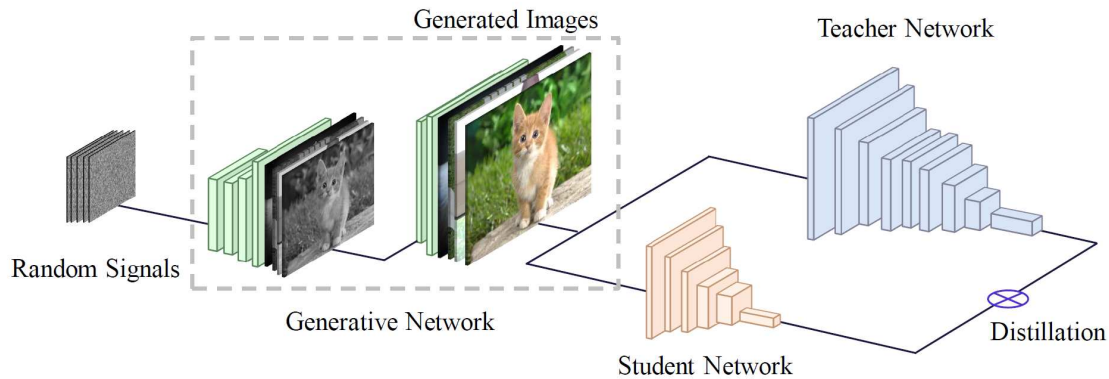 Generated Images
Teacher Network
Random Signals
Generative Network
Student Network
Distillation